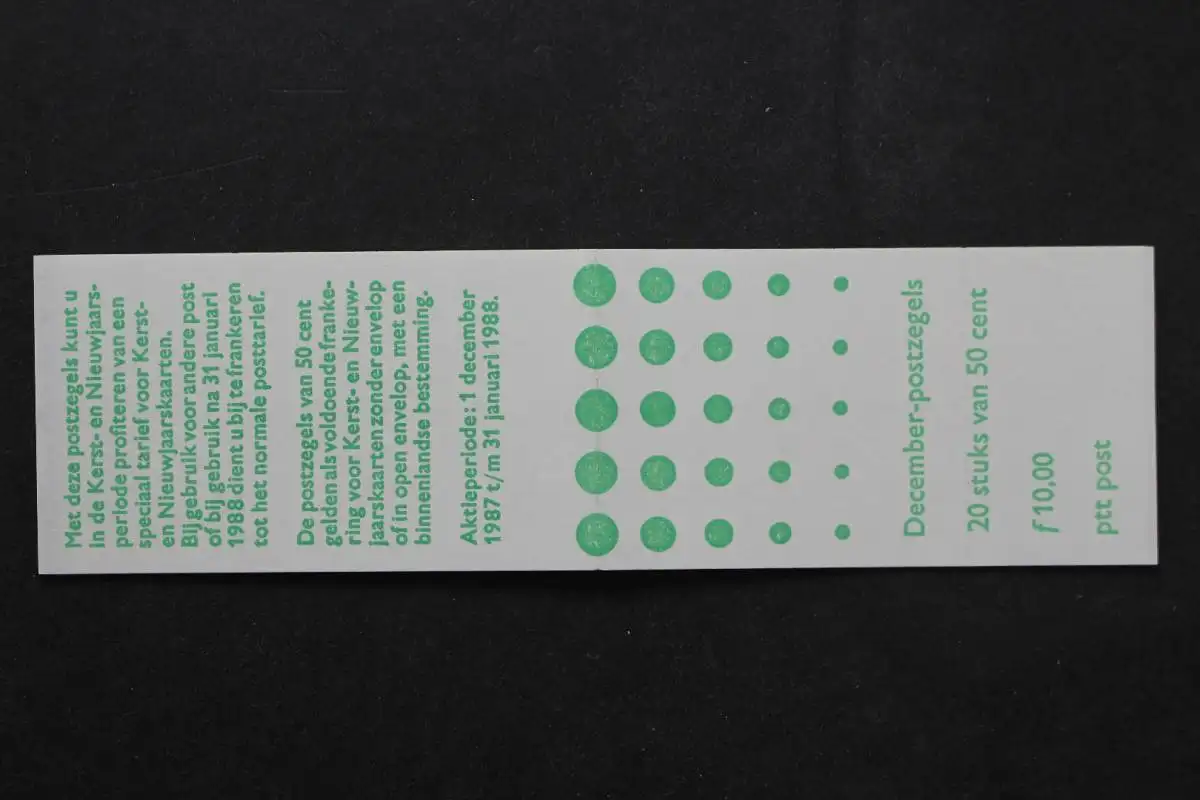 Met deze postzegels kunt u
in de Kerst- en Nieuwjaars-
periode profiteren van een
speciaal tarief voor Kerst-
en Nieuwjaarskaarten.
Bij gebruik voor andere post
of bij gebruik na 31 januari
1988 dient u bij te frankeren
tot het normale posttarief.
De postzegels van 50 cent
gelden als voldoende franke-
ring voor Kerst- en Nieuw-
jaarskaarten zonder envelop
of in open envelop, met een
binnenlandse bestemming.
Aktieperiode: 1 december
1987 t/m 31 januari 1988.
December-postzegels
20 stuks van 50 cent
ƒ 10,00
ptt post